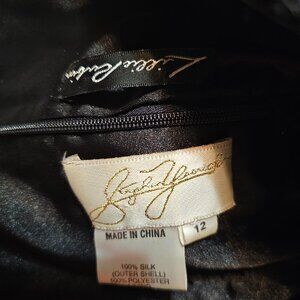 Lillie Rubin
MADE IN CHINA
12
100% SILK
(OUTER SHELL)
100% POLYESTER